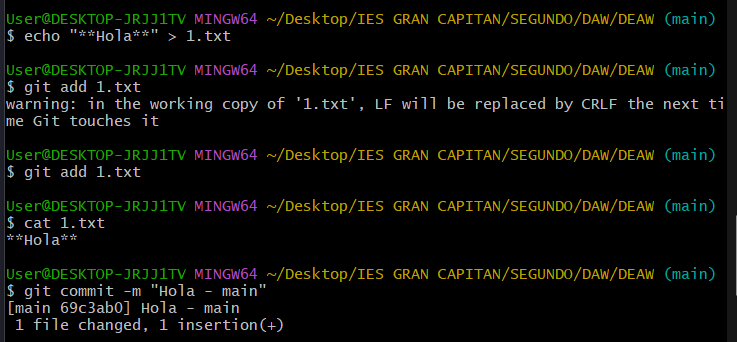 User@DESKTOP-JRJJ1TV MINGW64 ~/Desktop/IES GRAN CAPITAN/SEGUNDO/DAW/DEAW (main)
$ echo "**Hola**" > 1.txt
User@DESKTOP-JRJJ1TV MINGW64 ~/Desktop/IES GRAN CAPITAN/SEGUNDO/DAW/DEAW (main)
$ git add 1.txt
warning: in the working copy of '1.txt', LF will be replaced by CRLF the next ti
me Git touches it
User@DESKTOP-JRJJ1TV MINGW64 ~/Desktop/IES GRAN CAPITAN/SEGUNDO/DAW/DEAW (main)
$ git add 1.txt
User@DESKTOP-JRJJ1TV MINGW64 ~/Desktop/IES GRAN CAPITAN/SEGUNDO/DAW/DEAW (main)
$ cat 1.txt
**Hola**
User@DESKTOP-JRJJ1TV MINGW64 ~/Desktop/IES GRAN CAPITAN/SEGUNDO/DAW/DEAW (main)
$ git commit -m "Hola - main"
[main 69c3ab0] Hola - main
 1 file changed, 1 insertion(+)